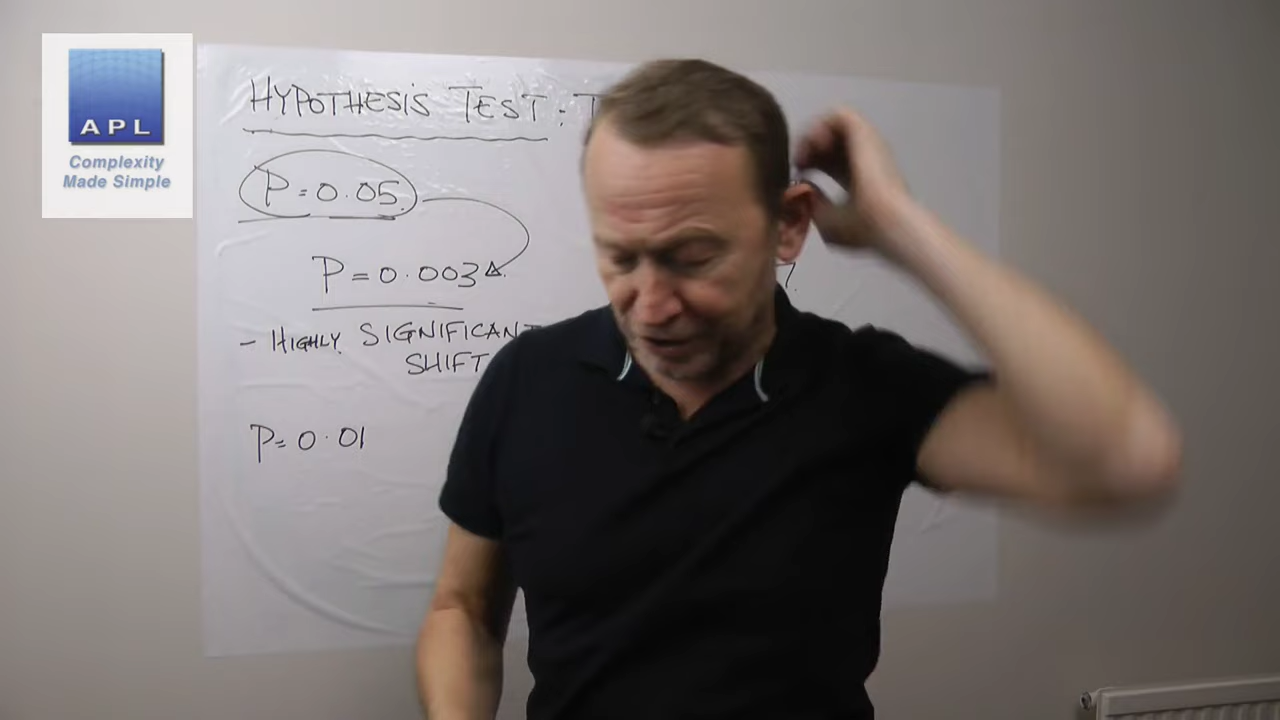 APL
Complexity
Made Simple
HYPOTHESIS TEST: T
P=0.05
P=0.003
- HIGHLY SIGNIFICANT
SHIFT
P=0.01